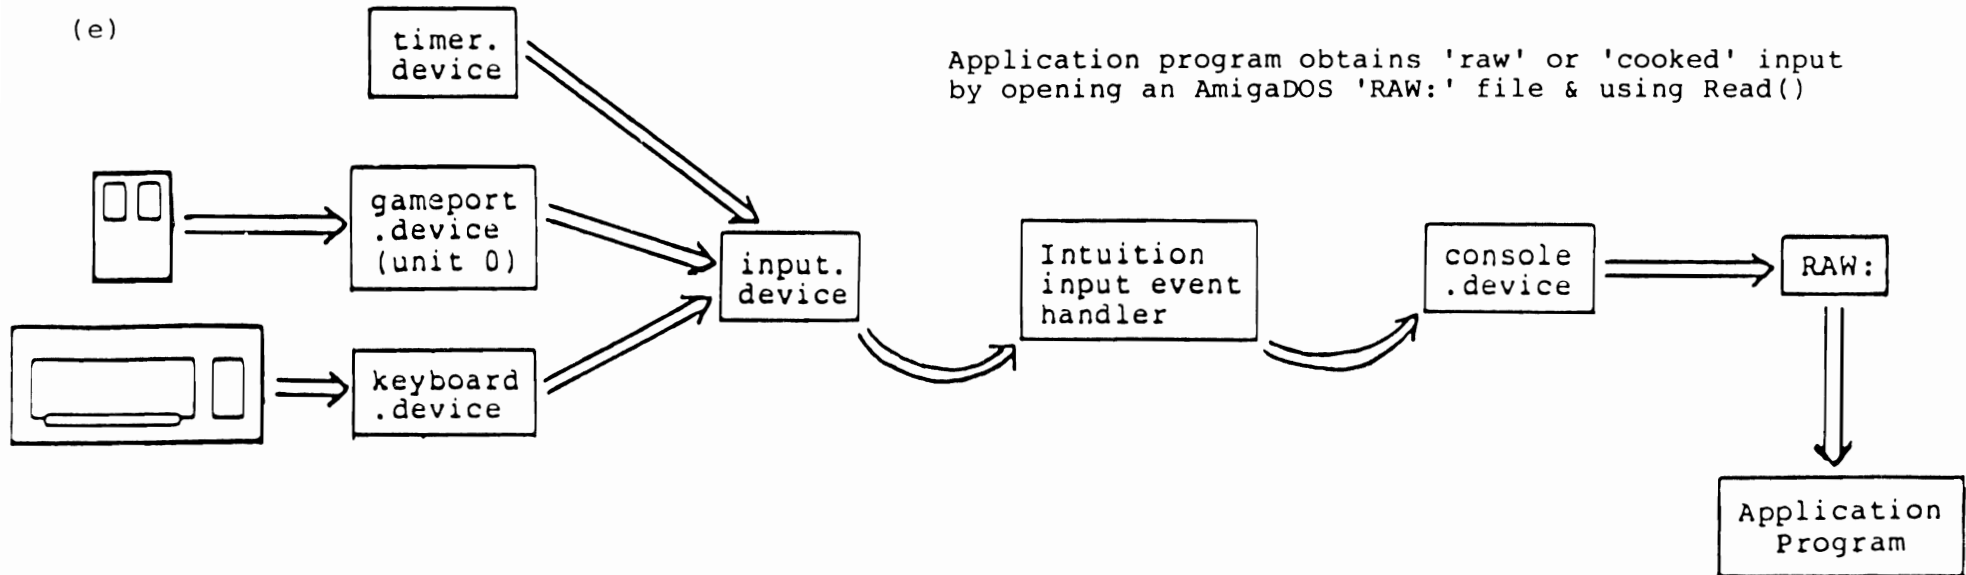 (e)
timer.
device
Application program obtains 'raw' or 'cooked' input
by opening an AmigaDOS 'RAW:' file & using Read()
gameport
.device
(unit 0)
input.
device
Intuition
input event
handler
console
.device
RAW:
keyboard
.device
Application
Program